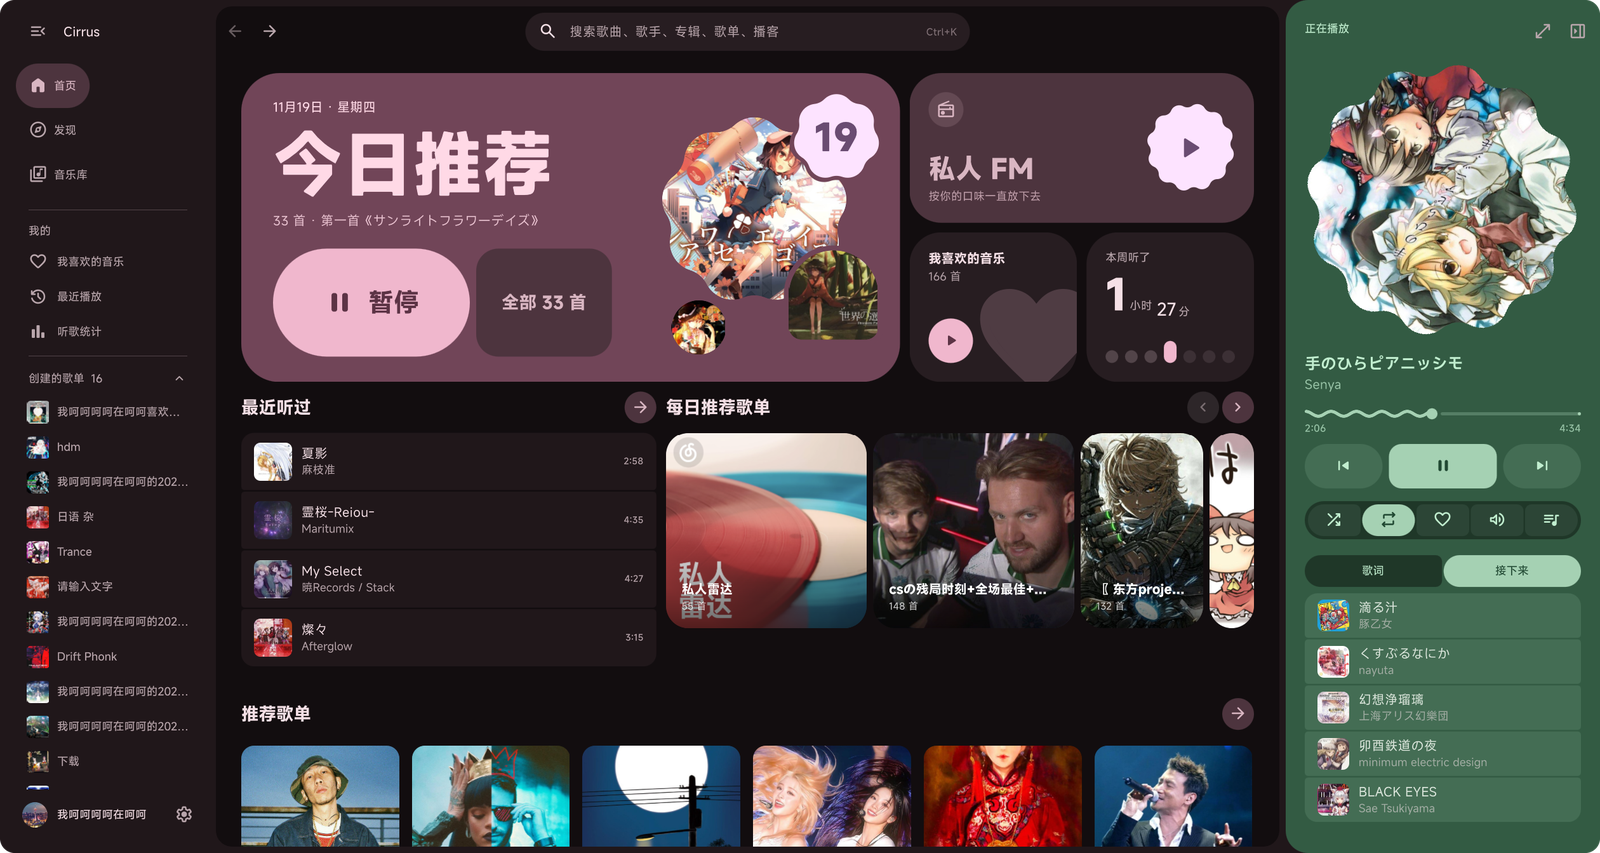 Cirrus
首页
发现
音乐库
我的
我喜欢的音乐
最近播放
听歌统计
创建的歌单 16
我呵呵呵呵在呵呵喜欢...
hdm
我呵呵呵呵在呵呵的202...
日语 杂
Trance
请输入文字
我呵呵呵呵在呵呵的202...
Drift Phonk
我呵呵呵呵在呵呵的202...
我呵呵呵呵在呵呵的202...
下载
我呵呵呵呵在呵呵
搜索歌曲、歌手、专辑、歌单、播客
Ctrl+K
11月19日 · 星期四
今日推荐
33 首 · 第一首《サンライトフラワーデイズ》
暂停
全部 33 首
19
私人 FM
按你的口味一直放下去
我喜欢的音乐
166 首
本周听了
1 小时 27 分
最近听过
夏影
麻枝准
2:58
霊桜-Reiou-
Maritumix
4:35
My Select
暁Records / Stack
4:27
燦々
Afterglow
3:15
每日推荐歌单
私人雷达
私人
雷达
csの残局时刻+全场最佳+...
148 首
〖 东方proje...
132 首
は
推荐歌单
正在播放
手のひらピアニッシモ
Senya
2:06
4:34
歌词
接下来
滴る汁
豚乙女
くすぶるなにか
nayuta
幻想浄瑠璃
上海アリス幻樂団
卯酉鉄道の夜
minimum electric design
BLACK EYES
Sae Tsukiyama